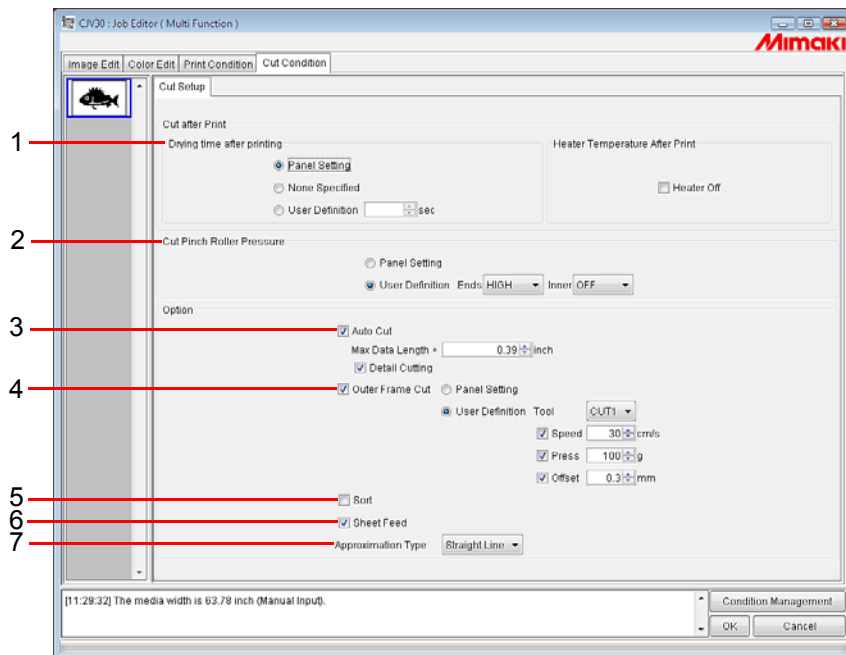 CJV30 : Job Editor ( Multi Function )
Mimaki
Image Edit Color Edit Print Condition Cut Condition
Cut Setup
Cut after Print
1 Drying time after printing
Heater Temperature After Print
Panel Setting
None Specified
Heater Off
User Definition sec
2 Cut Pinch Roller Pressure
Panel Setting
User Definition Ends HIGH Inner OFF
Option
3 Auto Cut
Max Data Length + 0.39 inch
Detail Cutting
4 Outer Frame Cut Panel Setting
User Definition Tool CUT1
Speed 30 cm/s
Press 100 g
Offset 0.3 mm
5 Sort
6 Sheet Feed
7 Approximation Type Straight Line
[11:29:32] The media width is 63.78 inch (Manual Input).
Condition Management
OK Cancel